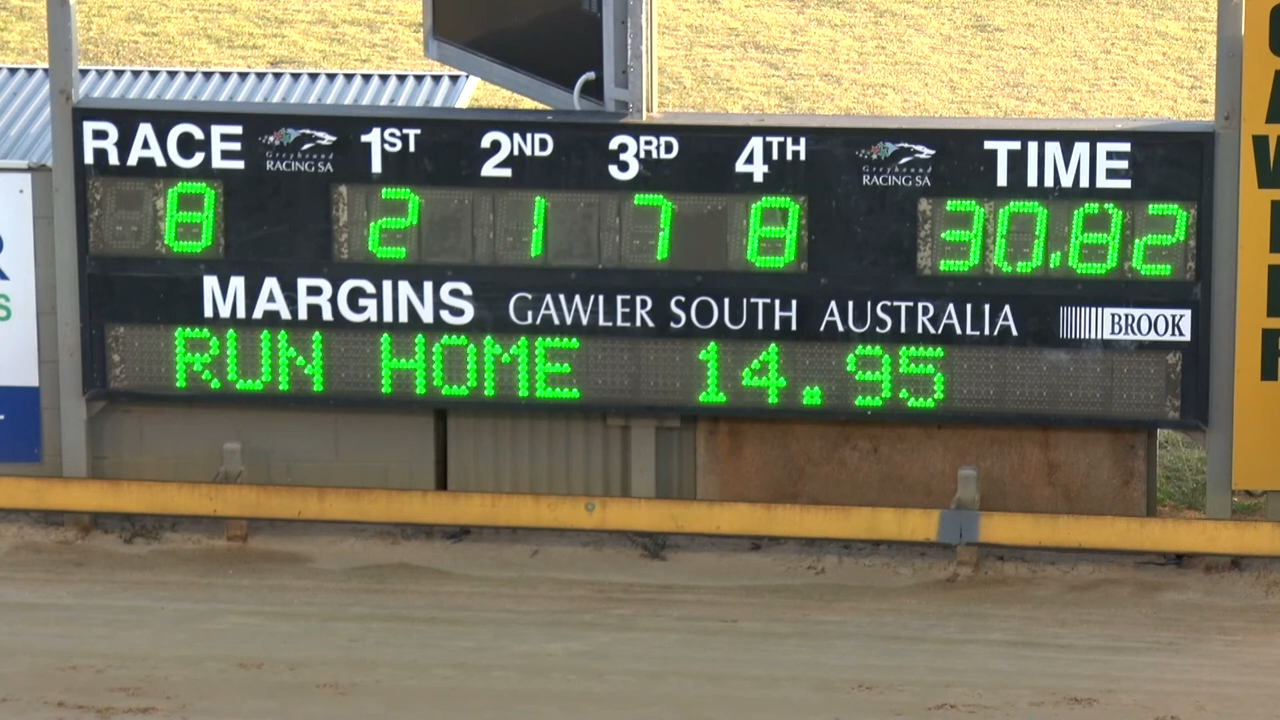 RACE Greyhound RACING SA 1ST 2ND 3RD 4TH Greyhound RACING SA TIME
8 2 1 7 8 30.82
MARGINS GAWLER SOUTH AUSTRALIA BROOK
RUN HOME 14.95